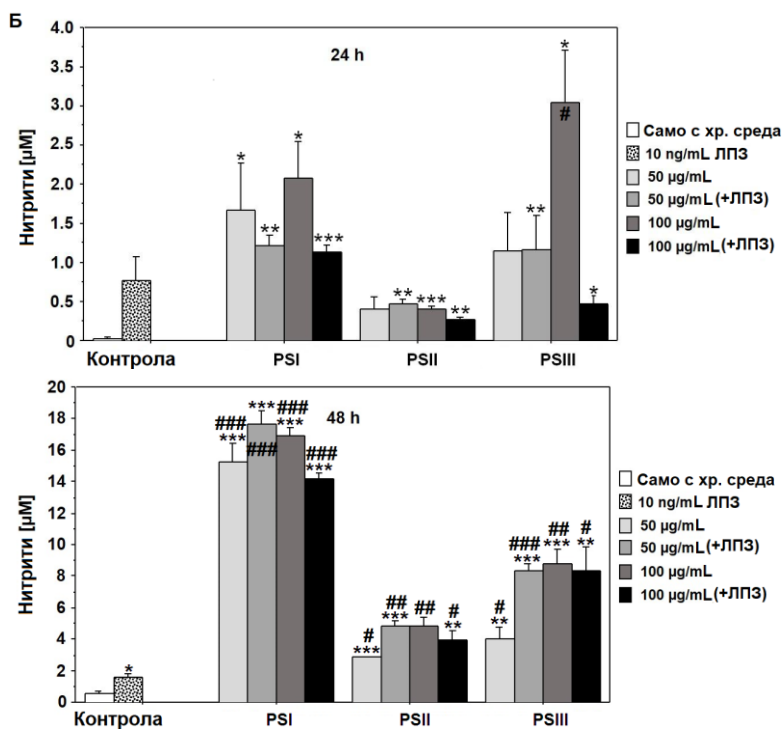 Б
24 h
Нитрити [µM]
4.0
3.5
3.0
2.5
2.0
1.5
1.0
0.5
0
* ** * ***
** *** **
** * # *
Контрола PSI PSII PSIII
Само с хр. среда
10 ng/mL ЛПЗ
50 µg/mL
50 µg/mL (+ЛПЗ)
100 µg/mL
100 µg/mL (+ЛПЗ)
48 h
Нитрити [µM]
20
18
16
14
12
10
8
6
4
2
0
*
### *** *** ### ### *** ### ***
# *** ## *** ## # **
# ** ### *** ## *** # **
Контрола PSI PSII PSIII
Само с хр. среда
10 ng/mL ЛПЗ
50 µg/mL
50 µg/mL (+ЛПЗ)
100 µg/mL
100 µg/mL (+ЛПЗ)